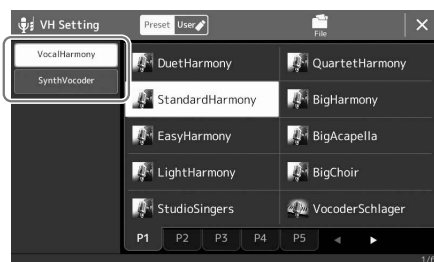 VH Setting
Preset User
File
VocalHarmony
SynthVocoder
DuetHarmony
QuartetHarmony
StandardHarmony
BigHarmony
EasyHarmony
BigAcapella
LightHarmony
BigChoir
StudioSingers
VocoderSchlager
P1 P2 P3 P4 P5